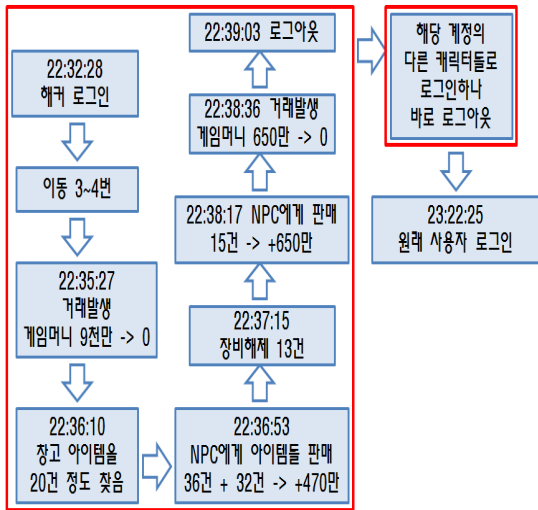 22:32:28
해커 로그인
이동 3~4번
22:35:27
거래발생
게임머니 9천만 -> 0
22:36:10
창고 아이템을
20건 정도 찾음
22:36:53
NPC에게 아이템들 판매
36건 + 32건 -> +470만
22:37:15
장비해제 13건
22:38:17 NPC에게 판매
15건 -> +650만
22:38:36 거래발생
게임머니 650만 -> 0
22:39:03 로그아웃
해당 계정의
다른 캐릭터들로
로그인하나
바로 로그아웃
23:22:25
원래 사용자 로그인